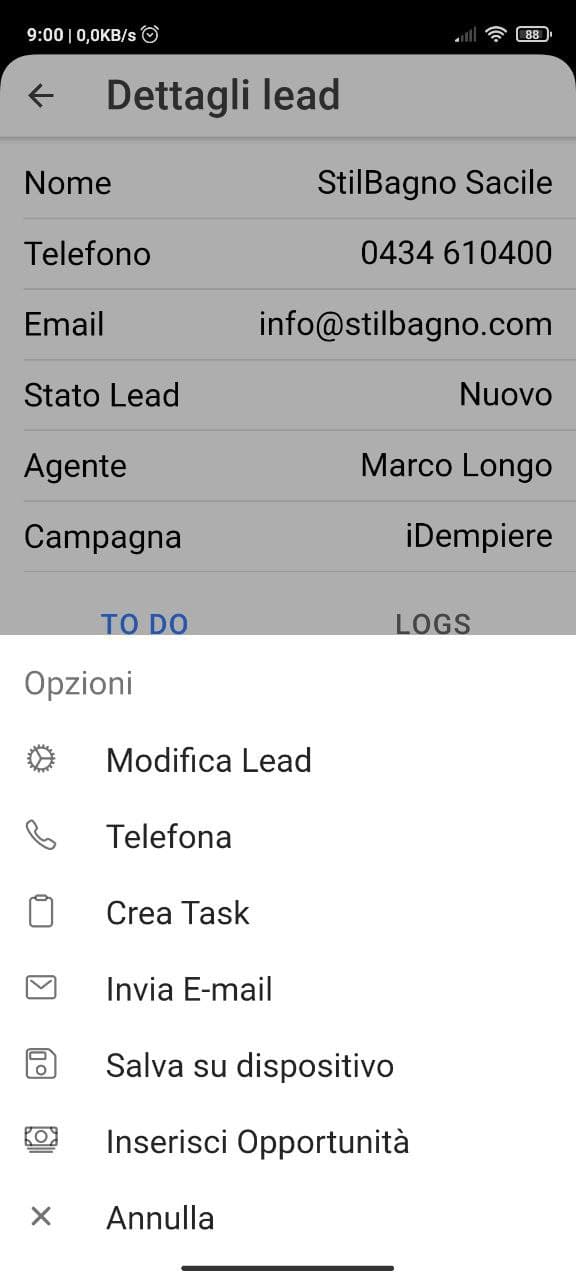 9:00 | 0,0KB/s 88
Dettagli lead
Nome StilBagno Sacile
Telefono 0434 610400
Email info@stilbagno.com
Stato Lead Nuovo
Agente Marco Longo
Campagna iDempiere
TO DO LOGS
Opzioni
Modifica Lead
Telefona
Crea Task
Invia E-mail
Salva su dispositivo
Inserisci Opportunità
Annulla